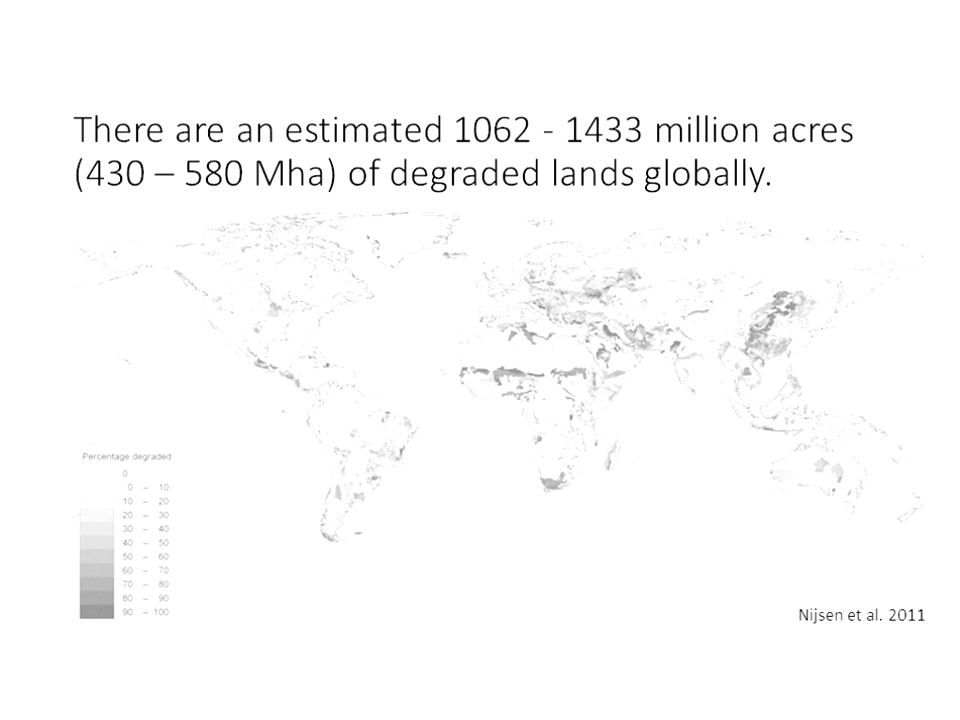 There are an estimated 1062 - 1433 million acres
(430 – 580 Mha) of degraded lands globally.
Percentage degraded
0
0 – 10
10 – 20
20 – 30
30 – 40
40 – 50
50 – 60
60 – 70
70 – 80
80 – 90
90 – 100
Nijsen et al. 2011